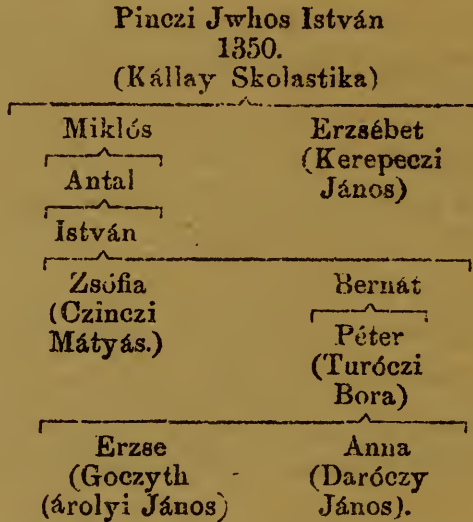 Pinczi Jwhos István
1350.
(Kállay Skolastika)
Miklós Erzsébet
(Kerepeczi
Antal János)
István
Zsófia Bernát
(Czinczi
Mátyás.) Péter
(Turóczi
Bora)
Erzse Anna
(Goczyth (Daróczy
(árolyi János) János).